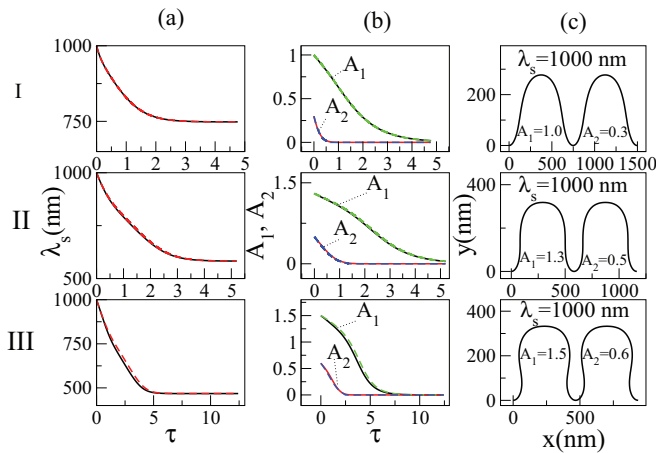 (a) (b) (c)
I
1000
750
0 1 2 3 4 5
1
0.5
0
0 1 2 3 4 5
A₁
A₂
λₛ=1000 nm
200
0
0 500 1000 1500
A₁=1.0 A₂=0.3
II
λₛ(nm)
1000
750
500
0 1 2 3 4 5
A₁, A₂
1.5
1
0.5
0
0 1 2 3 4 5
A₁
A₂
y(nm)
λₛ=1000 nm
400
200
0
0 500 1000
A₁=1.3 A₂=0.5
III
1000
750
500
0 5 10
τ
1.5
1
0.5
0
0 5 10
τ
A₁
A₂
λₛ=1000 nm
400
300
200
100
0
0 500
A₁=1.5 A₂=0.6
x(nm)